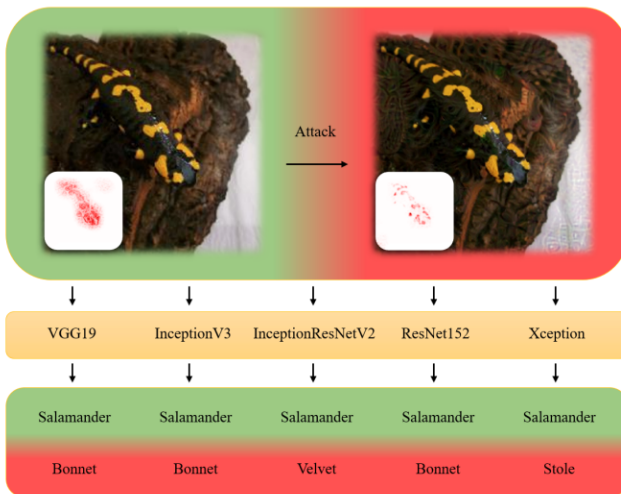 Attack
VGG19 InceptionV3 InceptionResNetV2 ResNet152 Xception
Salamander Salamander Salamander Salamander Salamander
Bonnet Bonnet Velvet Bonnet Stole